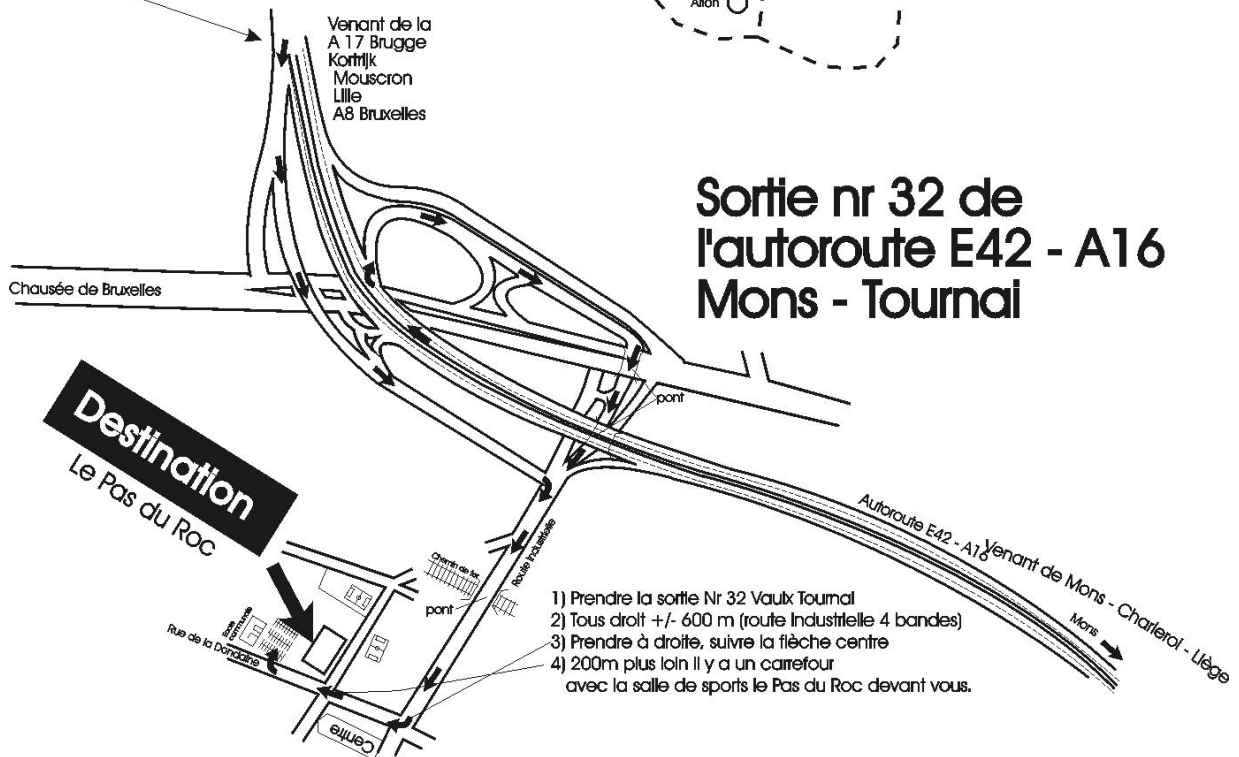 Arlon
Venant de la
A 17 Brugge
Kortrijk
Mouscron
Lille
A8 Bruxelles
Sortie nr 32 de
l'autoroute E42 - A16
Mons - Tournai
Chausée de Bruxelles
pont
Destination
Le Pas du Roc
Autoroute E42 - A16
Venant de Mons - Charleroi - Liège
Mons
Chemin de fer
Route Industrielle
pont
1) Prendre la sortie Nr 32 Vaulx Tournai
2) Tous droit +/- 600 m (route Industrielle 4 bandes)
3) Prendre à droite, suivre la flèche centre
4) 200m plus loin il y a un carrefour
avec la salle de sports le Pas du Roc devant vous.
Ecole
communale
Rue de la Dondaine
Centre